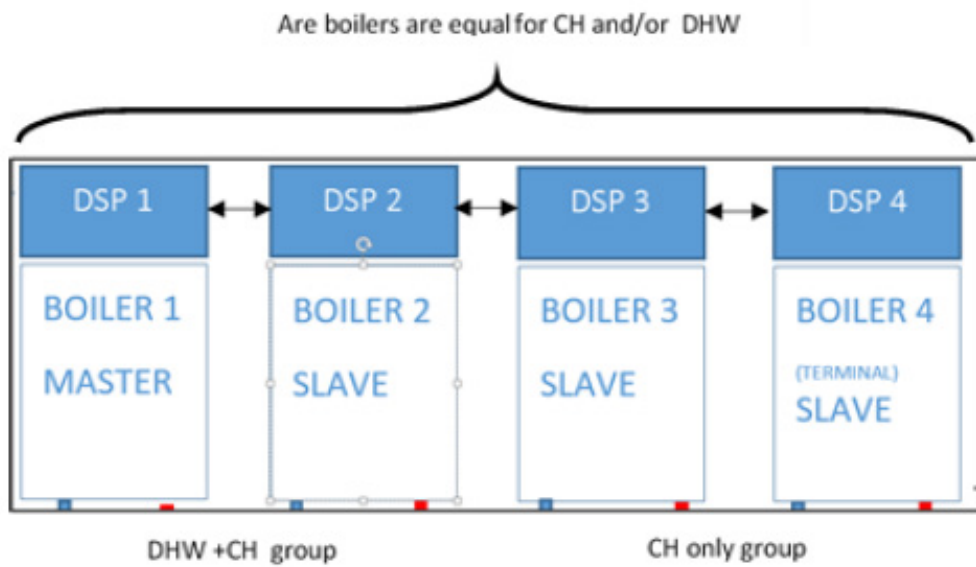 Are boilers are equal for CH and/or DHW
DSP 1
DSP 2
DSP 3
DSP 4
BOILER 1
MASTER
BOILER 2
SLAVE
BOILER 3
SLAVE
BOILER 4
(TERMINAL)
SLAVE
DHW +CH group
CH only group